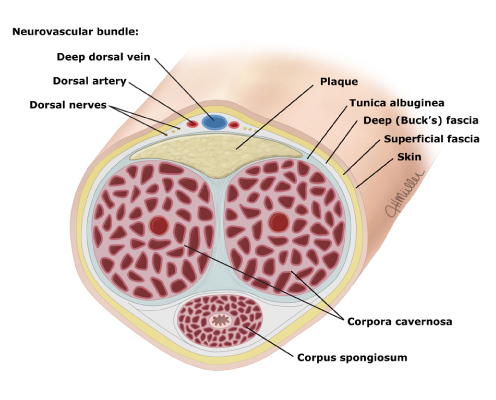 Neurovascular bundle:
Deep dorsal vein
Dorsal artery
Dorsal nerves
Plaque
Tunica albuginea
Deep (Buck's) fascia
Superficial fascia
Skin
Corpora cavernosa
Corpus spongiosum